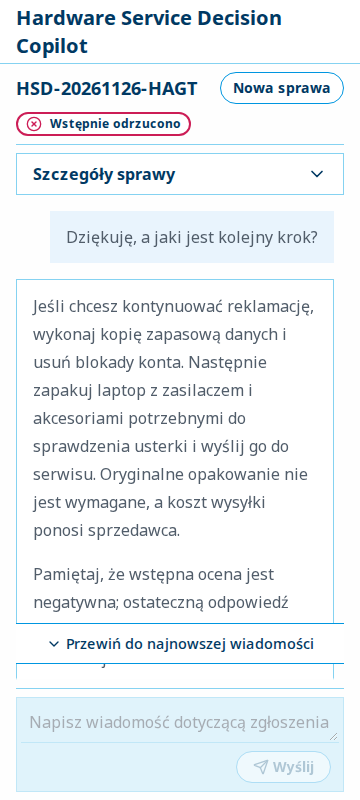 Hardware Service Decision
Copilot
HSD-20261126-HAGT
Nowa sprawa
Wstępnie odrzucono
Szczegóły sprawy
Dziękuję, a jaki jest kolejny krok?
Jeśli chcesz kontynuować reklamację,
wykonaj kopię zapasową danych i
usuń blokady konta. Następnie
zapakuj laptop z zasilaczem i
akcesoriami potrzebnymi do
sprawdzenia usterki i wyślij go do
serwisu. Oryginalne opakowanie nie
jest wymagane, a koszt wysyłki
ponosi sprzedawca.
Pamiętaj, że wstępna ocena jest
negatywna; ostateczną odpowiedź
Przewiń do najnowszej wiadomości
Napisz wiadomość dotyczącą zgłoszenia
Wyślij